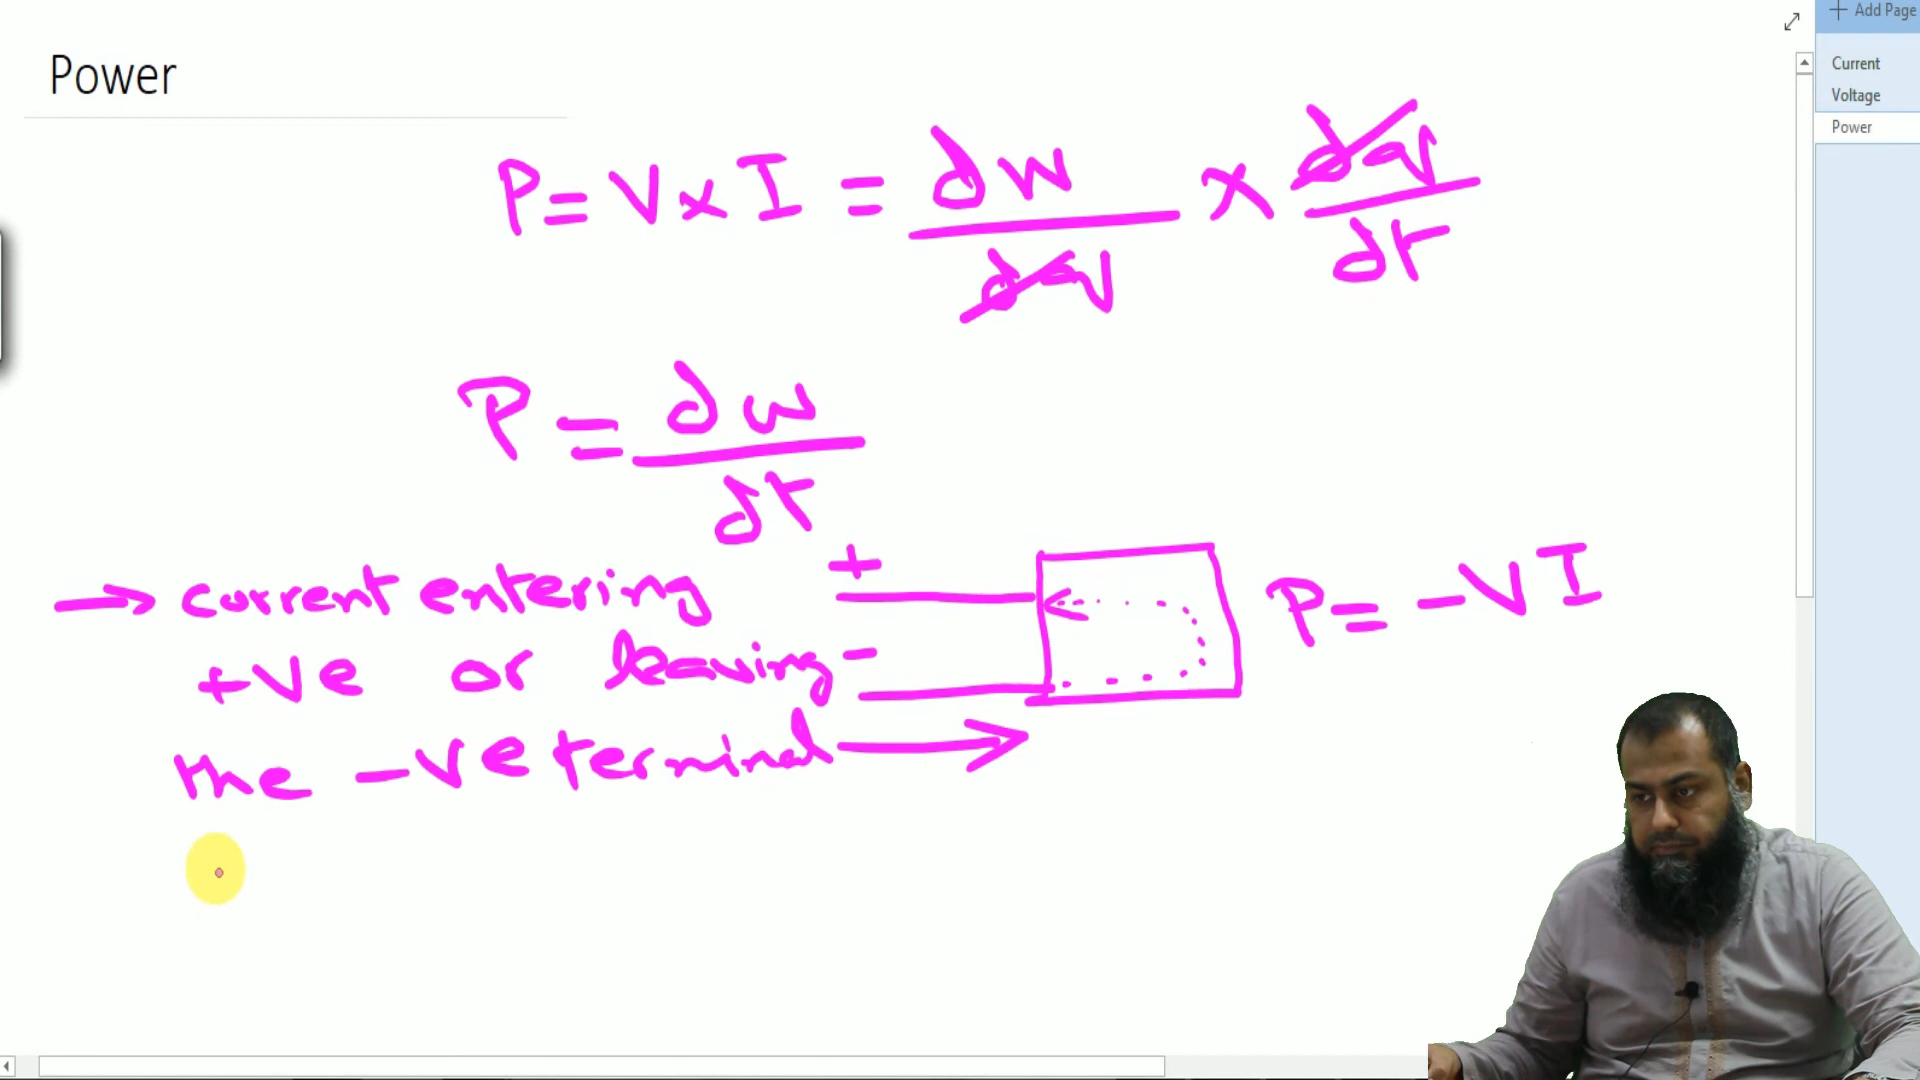 Add Page
Power
Current
Voltage
Power
P = V x I = dw / dq x dq / dt
P = dw / dt
→ current entering
+ve or leaving
the -ve terminal
+
-
P = -VI